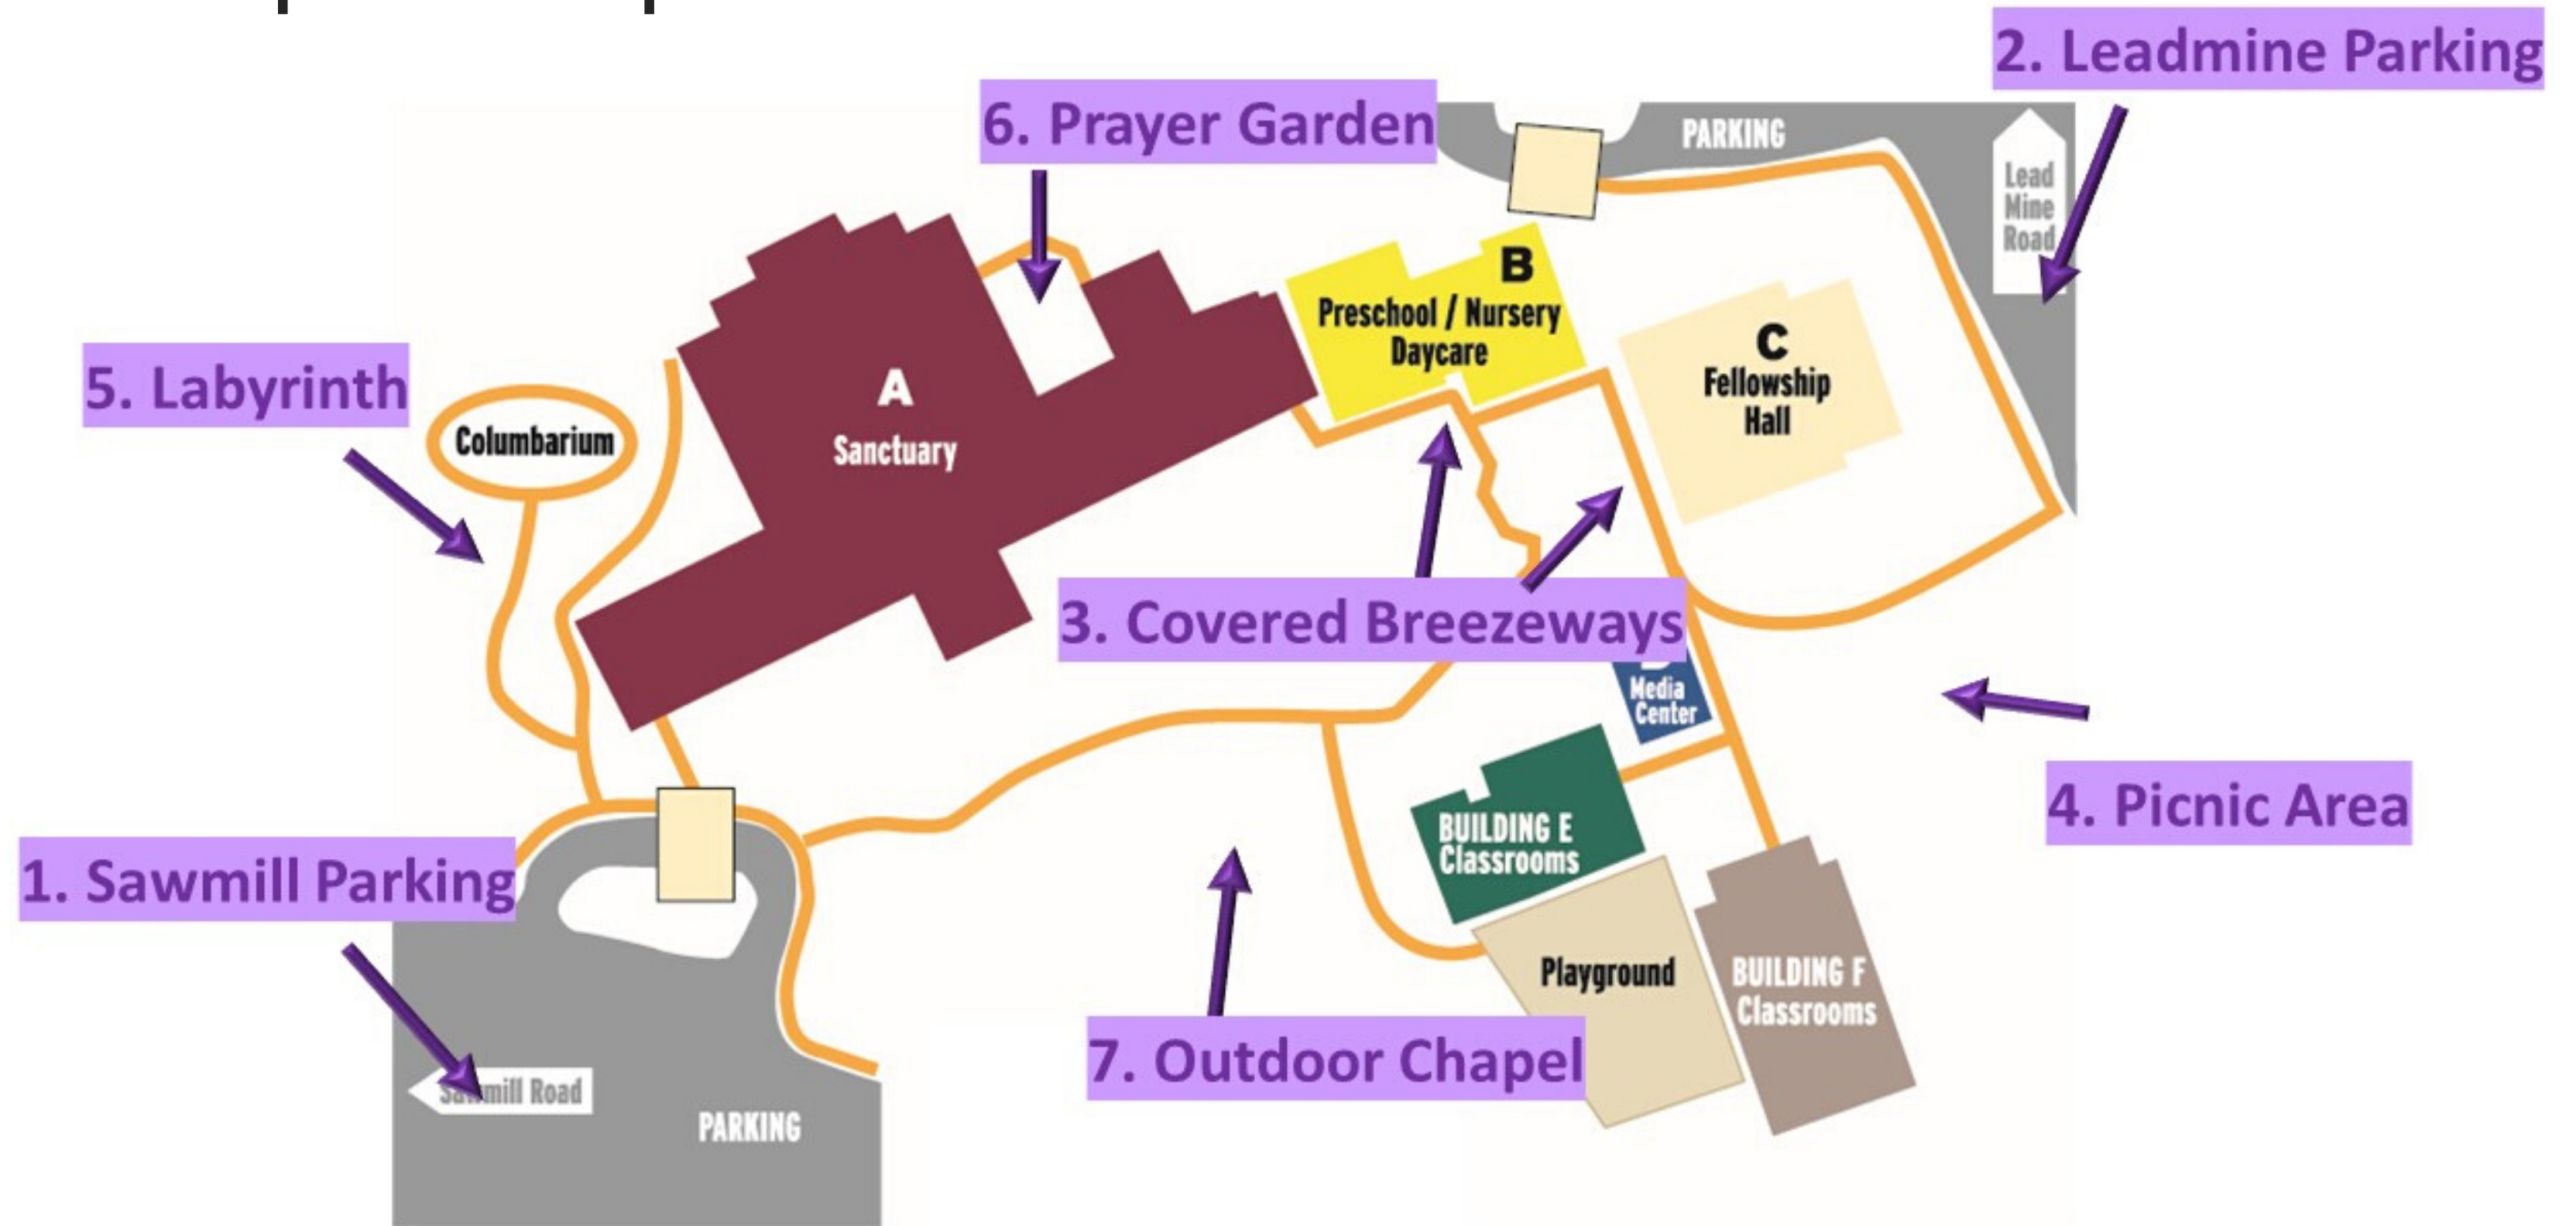 2. Leadmine Parking
6. Prayer Garden
PARKING
Lead
Mine
Road
B
Preschool / Nursery
Daycare
C
Fellowship
Hall
5. Labyrinth
A
Sanctuary
Columbarium
3. Covered Breezeways
Media
Center
4. Picnic Area
BUILDING E
Classrooms
1. Sawmill Parking
Playground
BUILDING F
Classrooms
7. Outdoor Chapel
Sawmill Road
PARKING